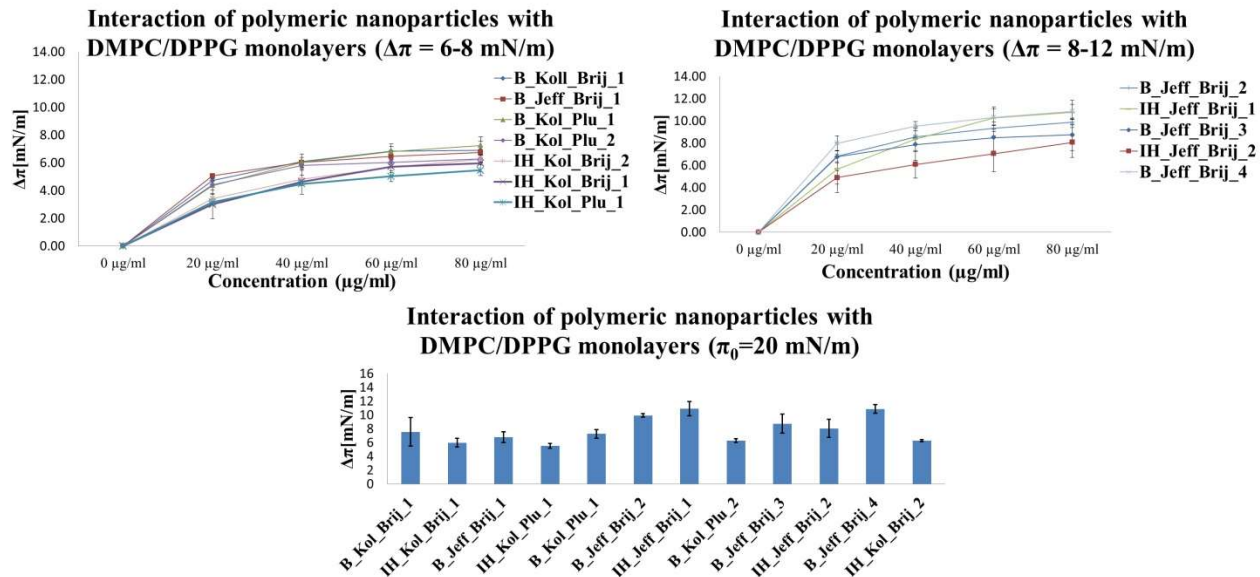 Interaction of polymeric nanoparticles with
DMPC/DPPG monolayers (Δπ = 6-8 mN/m)
14.00
12.00
10.00
8.00
6.00
4.00
2.00
0.00
Δπ[mN/m]
0 µg/ml
20 µg/ml
40 µg/ml
60 µg/ml
80 µg/ml
Concentration (µg/ml)
B_Koll_Brij_1
B_Jeff_Brij_1
B_Kol_Plu_1
B_Kol_Plu_2
IH_Kol_Brij_2
IH_Kol_Brij_1
IH_Kol_Plu_1
Interaction of polymeric nanoparticles with
DMPC/DPPG monolayers (Δπ = 8-12 mN/m)
14.00
12.00
10.00
8.00
6.00
4.00
2.00
0.00
Δπ[mN/m]
0 µg/ml
20 µg/ml
40 µg/ml
60 µg/ml
80 µg/ml
Concentration (µg/ml)
B_Jeff_Brij_2
IH_Jeff_Brij_1
B_Jeff_Brij_3
IH_Jeff_Brij_2
B_Jeff_Brij_4
Interaction of polymeric nanoparticles with
DMPC/DPPG monolayers (π₀=20 mN/m)
16
14
12
10
8
6
4
2
0
Δπ[mN/m]
B_Kol_Brij_1
IH_Kol_Brij_1
B_Jeff_Brij_1
IH_Kol_Plu_1
B_Kol_Plu_1
B_Jeff_Brij_2
IH_Jeff_Brij_1
B_Kol_Plu_2
B_Jeff_Brij_3
IH_Jeff_Brij_2
B_Jeff_Brij_4
IH_Kol_Brij_2